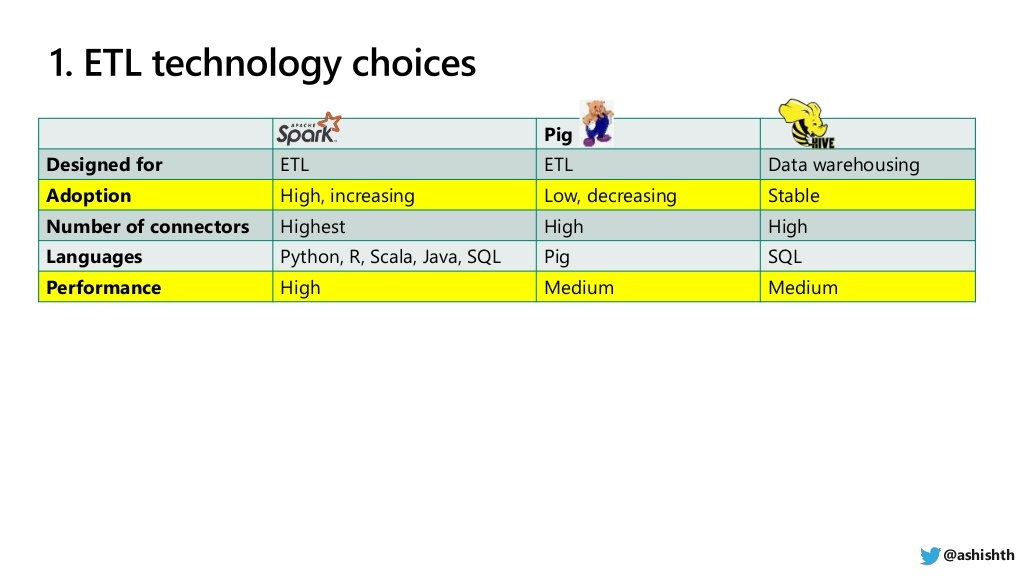 1. ETL technology choices
APACHE
Spark Pig HIVE
Designed for ETL ETL Data warehousing
Adoption High, increasing Low, decreasing Stable
Number of connectors Highest High High
Languages Python, R, Scala, Java, SQL Pig SQL
Performance High Medium Medium
@ashishth